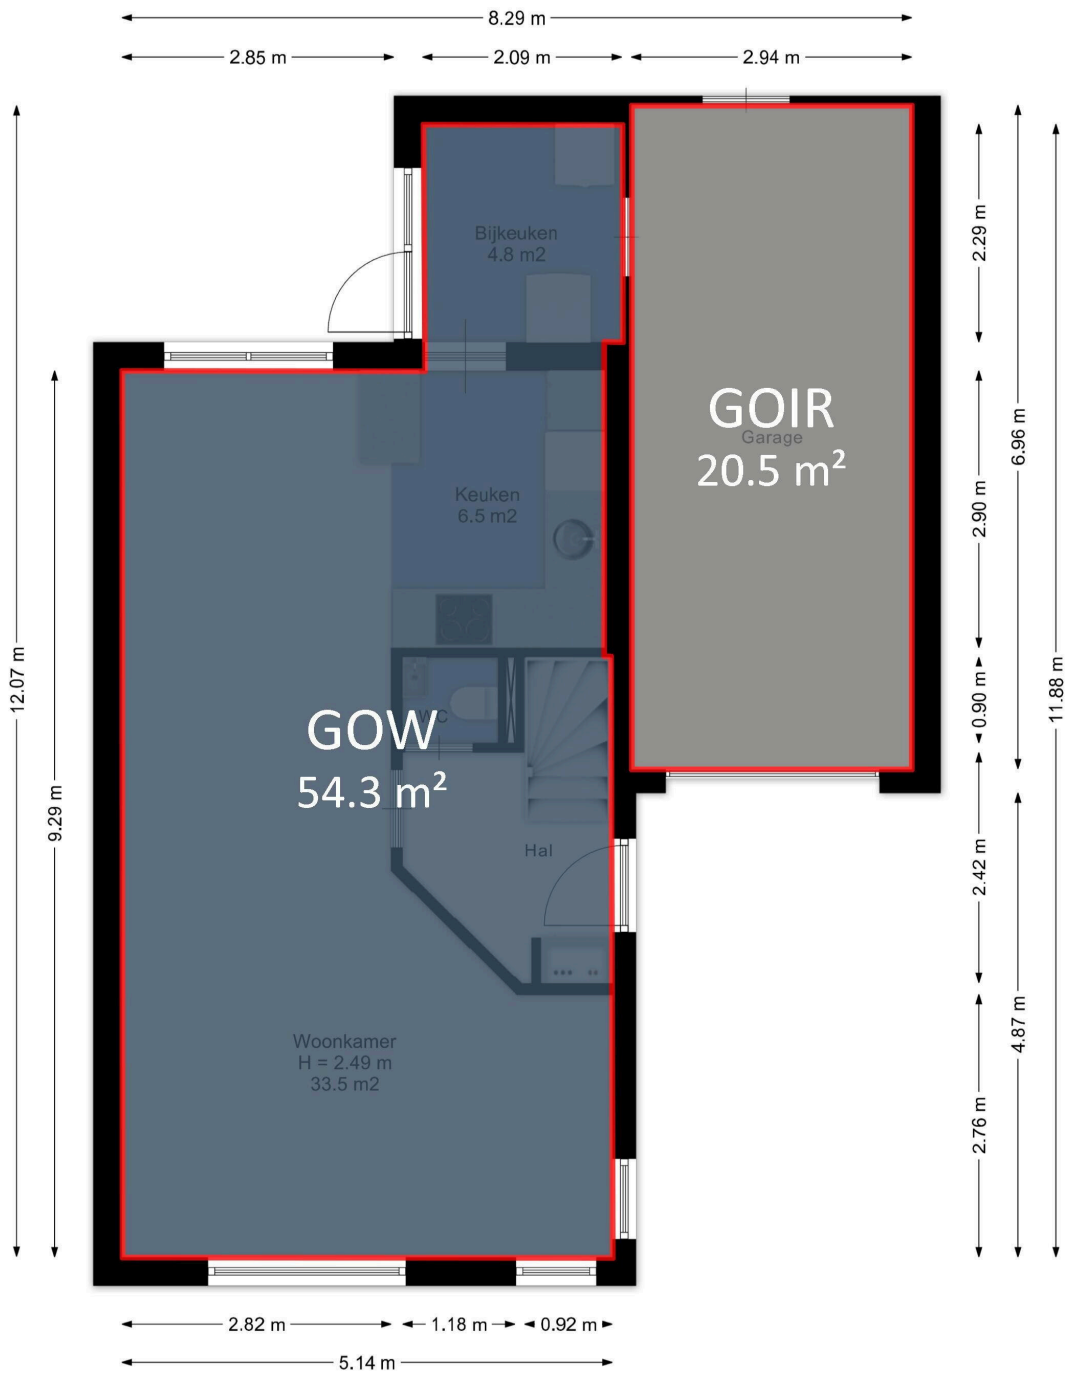 8.29 m
2.85 m
2.09 m
2.94 m
Bijkeuken
4.8 m2
2.29 m
GOIR
Garage
20.5 m²
6.96 m
Keuken
6.5 m2
2.90 m
12.07 m
11.88 m
0.90 m
WC
GOW
54.3 m²
9.29 m
Hal
2.42 m
4.87 m
Woonkamer
H = 2.49 m
33.5 m2
2.76 m
2.82 m
1.18 m
0.92 m
5.14 m